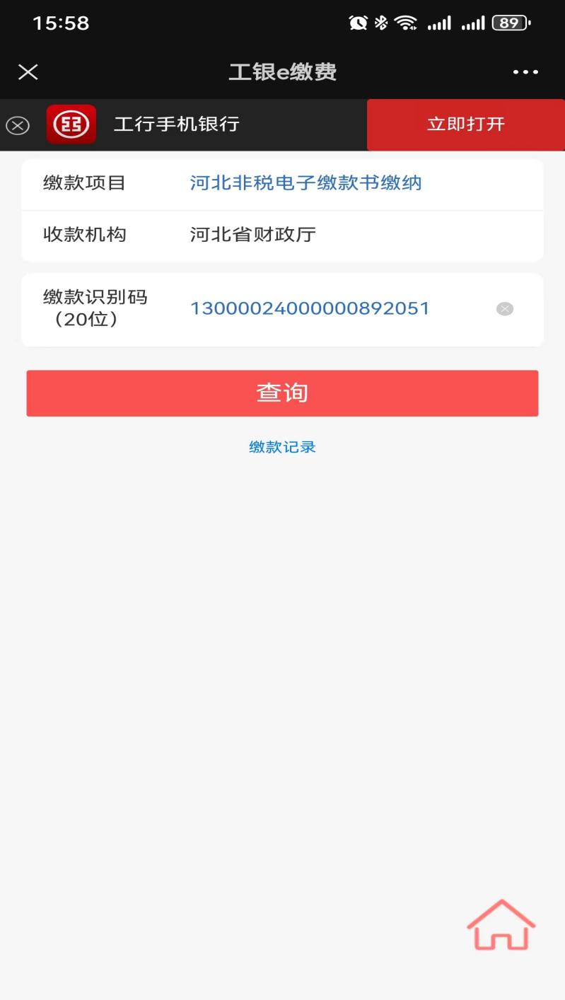 15:58
89
工银e缴费
工行手机银行
立即打开
缴款项目 河北非税电子缴款书缴纳
收款机构 河北省财政厅
缴款识别码
（20位）
13000024000000892051
查询
缴款记录